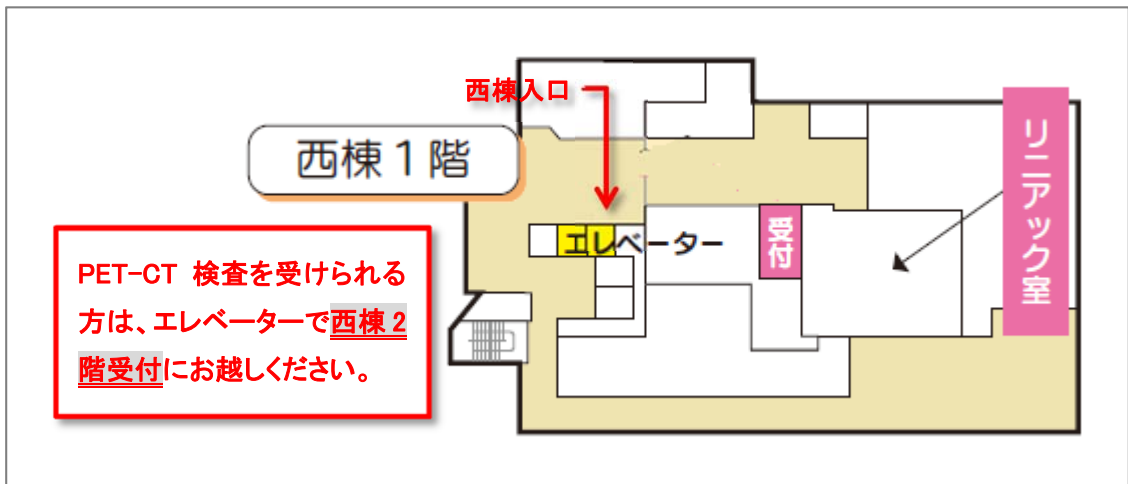 西棟入口
西棟1階
エレベーター
受付
リニアック室
PET-CT 検査を受けられる
方は、エレベーターで西棟2
階受付にお越しください。